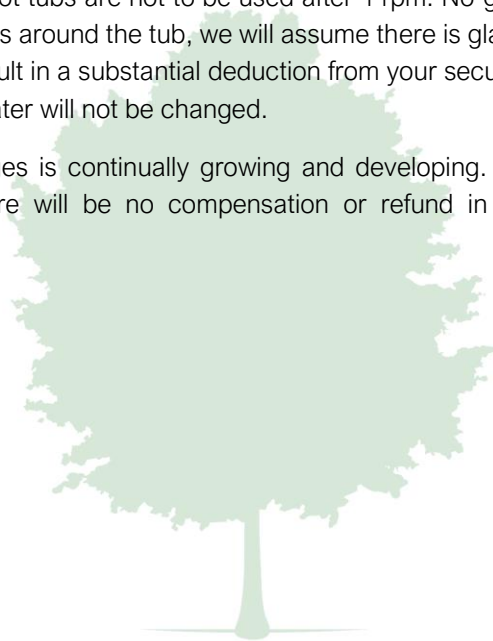 ot tubs are not to be used after 11pm. No g
s around the tub, we will assume there is gla
ult in a substantial deduction from your secu
ter will not be changed.
es is continually growing and developing.
re will be no compensation or refund in